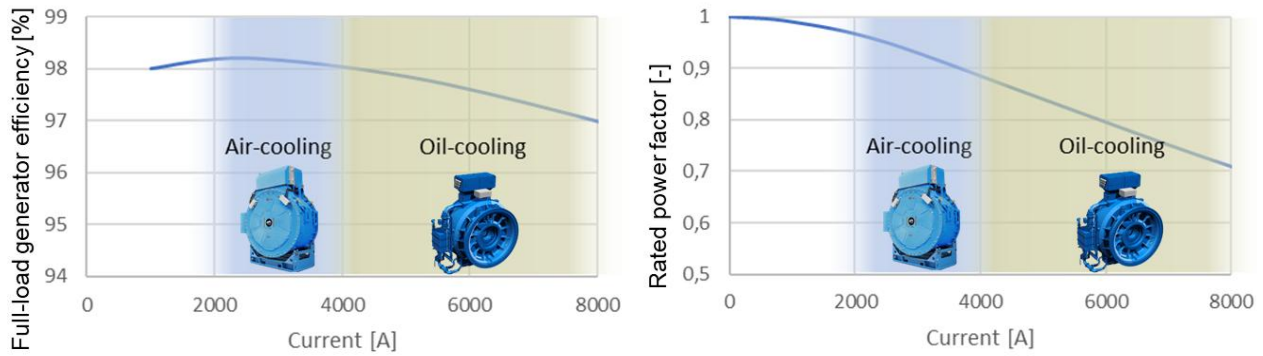 Full-load generator efficiency [%]
99
98
97
96
95
94
0
2000
4000
6000
8000
Current [A]
Air-cooling
Oil-cooling
Rated power factor [-]
1
0,9
0,8
0,7
0,6
0,5
0
2000
4000
6000
8000
Current [A]
Air-cooling
Oil-cooling